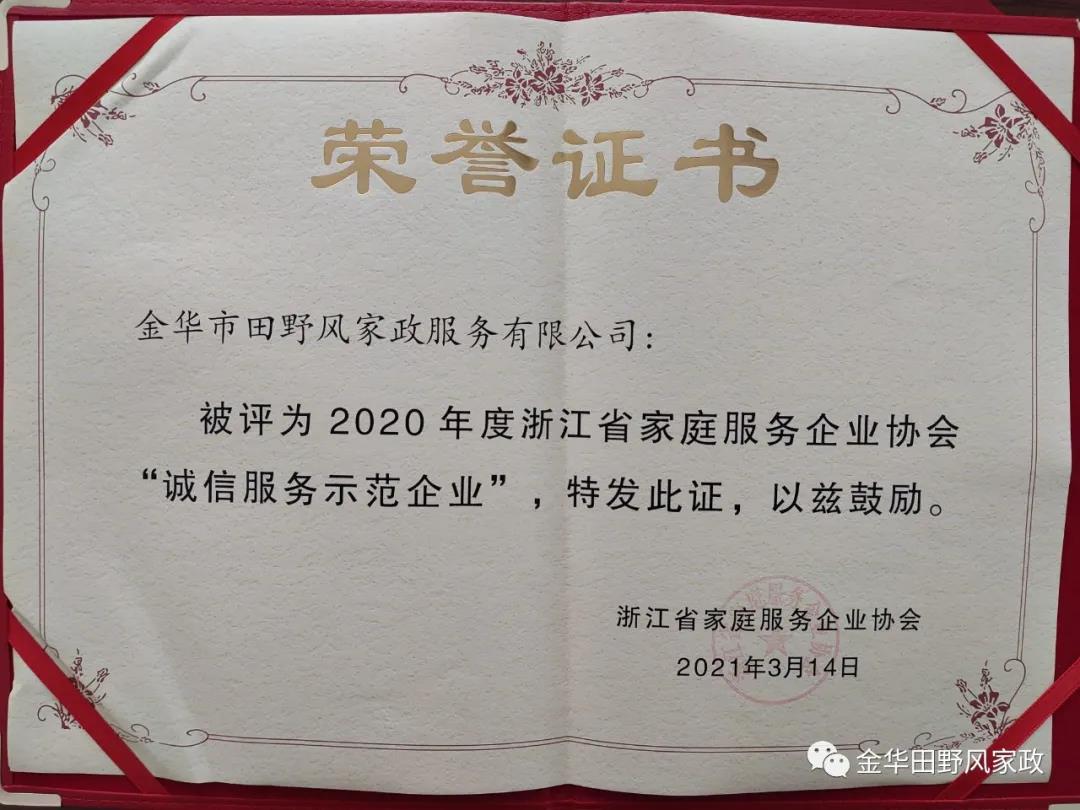 荣誉证书
金华市田野风家政服务有限公司：
被评为 2020 年度浙江省家庭服务企业协会
“诚信服务示范企业”，特发此证，以兹鼓励。
浙江省家庭服务企业协会
2021年3月14日
金华田野风家政